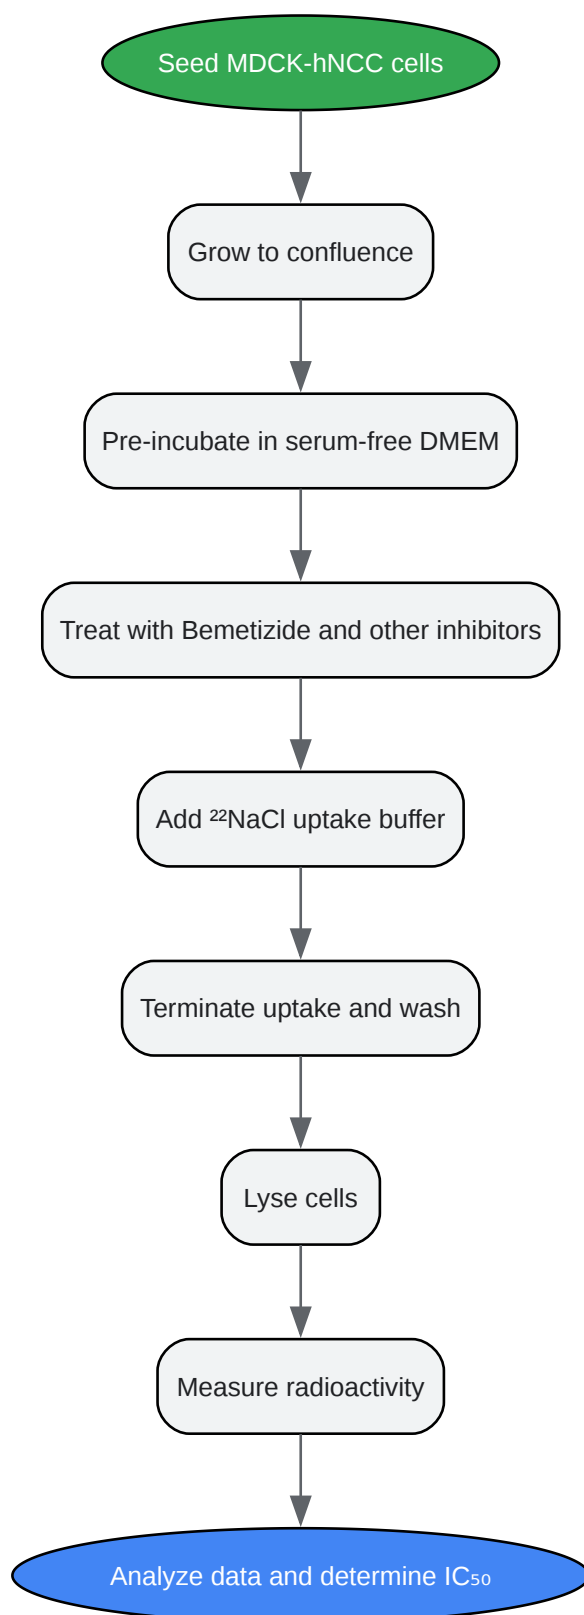 Seed MDCK-hNCC cells
Grow to confluence
Pre-incubate in serum-free DMEM
Treat with Bemetizide and other inhibitors
Add ²²NaCl uptake buffer
Terminate uptake and wash
Lyse cells
Measure radioactivity
Analyze data and determine IC₅₀